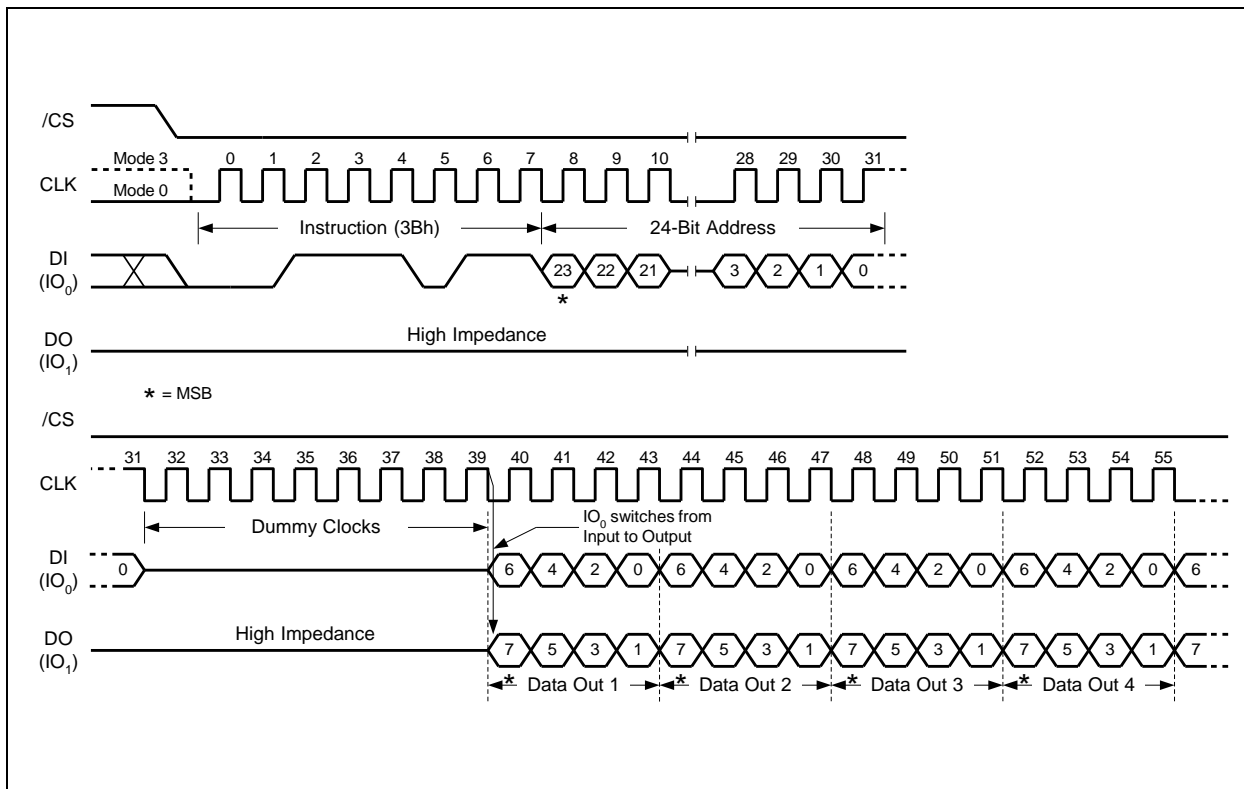 /CS
Mode 3 0 1 2 3 4 5 6 7 8 9 10 28 29 30 31
CLK Mode 0
Instruction (3Bh) 24-Bit Address
DI
(IO0) 23 22 21 3 2 1 0
*
DO High Impedance
(IO1)
* = MSB
/CS
31 32 33 34 35 36 37 38 39 40 41 42 43 44 45 46 47 48 49 50 51 52 53 54 55
CLK
Dummy Clocks IO0 switches from
Input to Output
DI
(IO0) 0 6 4 2 0 6 4 2 0 6 4 2 0 6 4 2 0 6
DO High Impedance
(IO1) 7 5 3 1 7 5 3 1 7 5 3 1 7 5 3 1 7
* Data Out 1 * Data Out 2 * Data Out 3 * Data Out 4